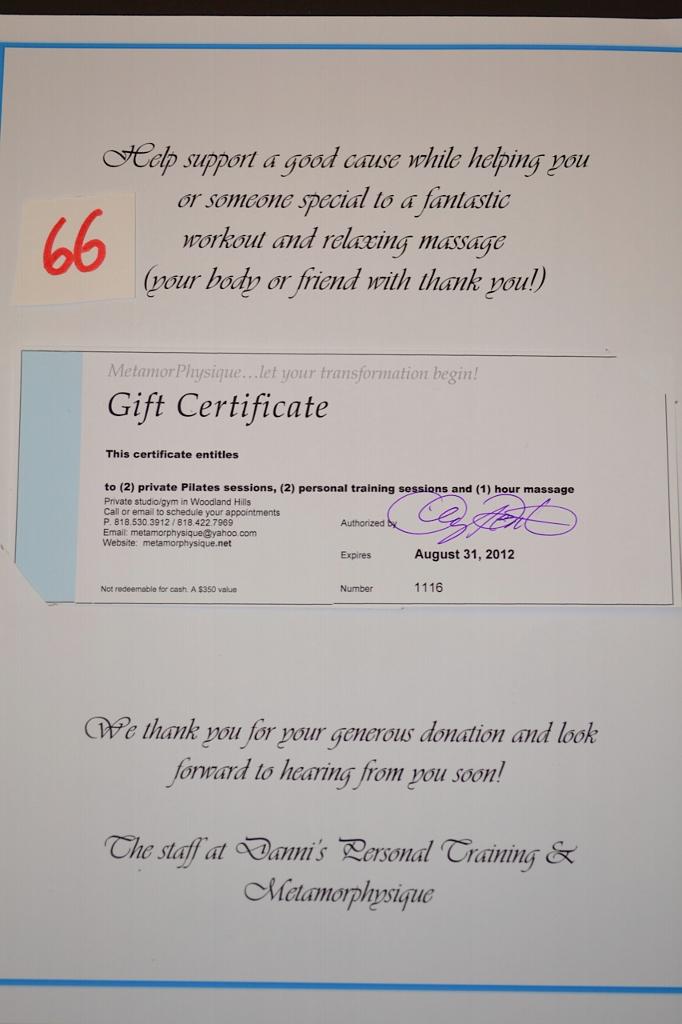 Help support a good cause while helping you
or someone special to a fantastic
66
workout and relaxing massage
(your body or friend with thank you!)
MetamorPhysique...let your transformation begin!
Gift Certificate
This certificate entitles
to (2) private Pilates sessions, (2) personal training sessions and (1) hour massage
Private studio/gym in Woodland Hills
Call or email to schedule your appointments
P. 818.530.3912 / 818.422.7969
Email: metamorphysique@yahoo.com
Website: metamorphysique.net
Authorized by
Expires August 31, 2012
Not redeemable for cash. A $350 value
Number 1116
We thank you for your generous donation and look
forward to hearing from you soon!
The staff at Danni's Personal Training &
Metamorphysique